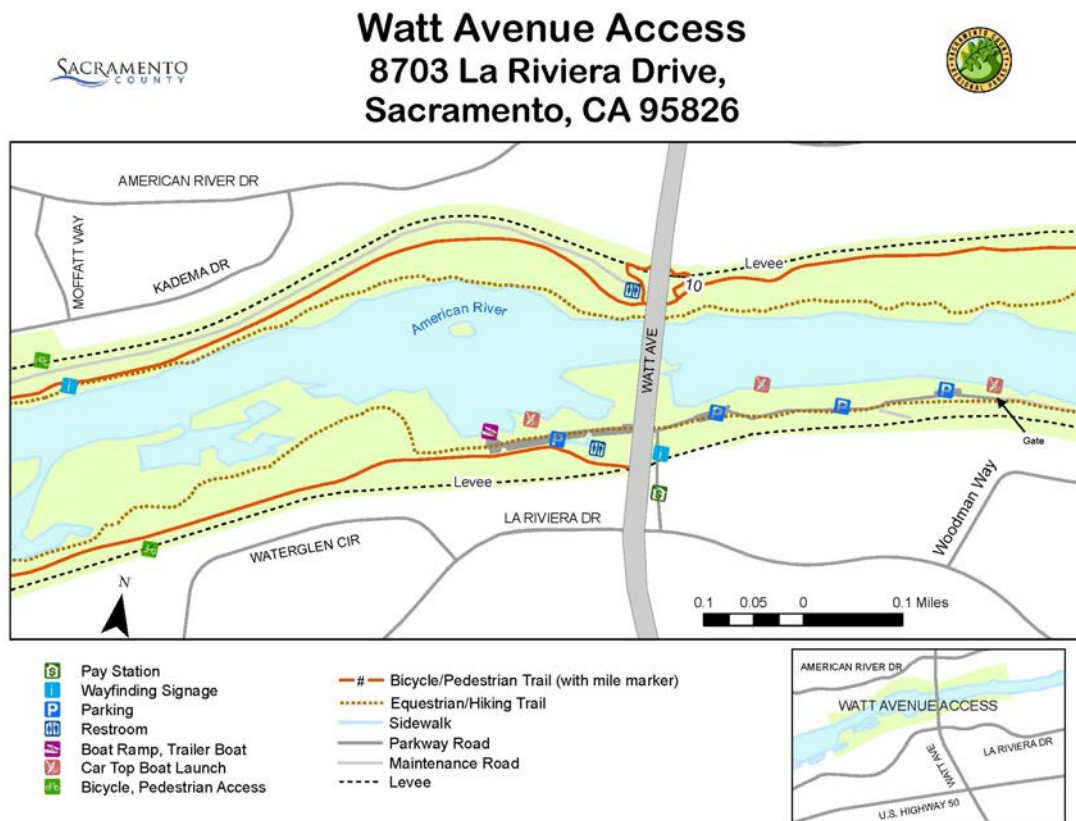 Watt Avenue Access
8703 La Riviera Drive,
Sacramento, CA 95826
SACRAMENTO
COUNTY
SACRAMENTO COUNTY
REGIONAL PARKS
AMERICAN RIVER DR
MOFFATT WAY
KADEMA DR
American River
Levee
10
WATT AVE
Gate
Levee
LA RIVIERA DR
WATERGLEN CIR
Woodman Way
N
0.1 0.05 0 0.1 Miles
Pay Station
Wayfinding Signage
Parking
Restroom
Boat Ramp, Trailer Boat
Car Top Boat Launch
Bicycle, Pedestrian Access
# Bicycle/Pedestrian Trail (with mile marker)
Equestrian/Hiking Trail
Sidewalk
Parkway Road
Maintenance Road
Levee
AMERICAN RIVER DR
WATT AVENUE ACCESS
LA RIVIERA DR
WATT AVE
U.S. HIGHWAY 50